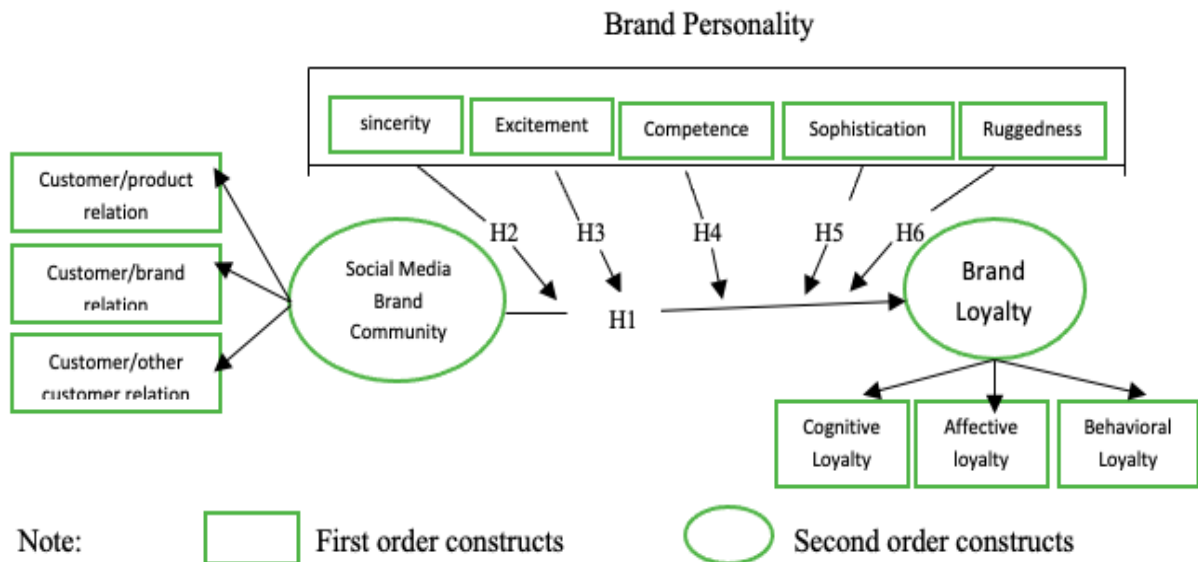 Brand Personality
sincerity
Excitement
Competence
Sophistication
Ruggedness
Customer/product
relation
Customer/brand
relation
Customer/other
customer relation
Social Media
Brand
Community
H2
H3
H4
H5
H6
H1
Brand
Loyalty
Cognitive
Loyalty
Affective
loyalty
Behavioral
Loyalty
Note:
First order constructs
Second order constructs